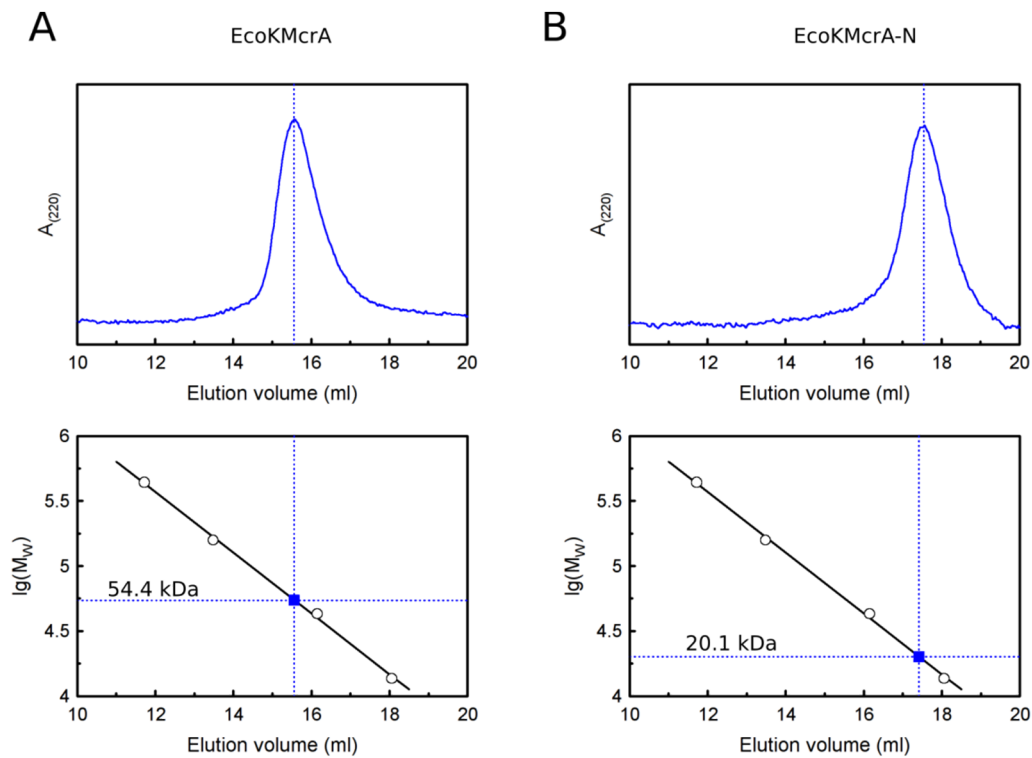 A
EcoKMcrA
A(220)
10 12 14 16 18 20
Elution volume (ml)
6
5.5
5
4.5
4
lg(MW)
54.4 kDa
10 12 14 16 18 20
Elution volume (ml)
B
EcoKMcrA-N
A(220)
10 12 14 16 18 20
Elution volume (ml)
6
5.5
5
4.5
4
lg(MW)
20.1 kDa
10 12 14 16 18 20
Elution volume (ml)